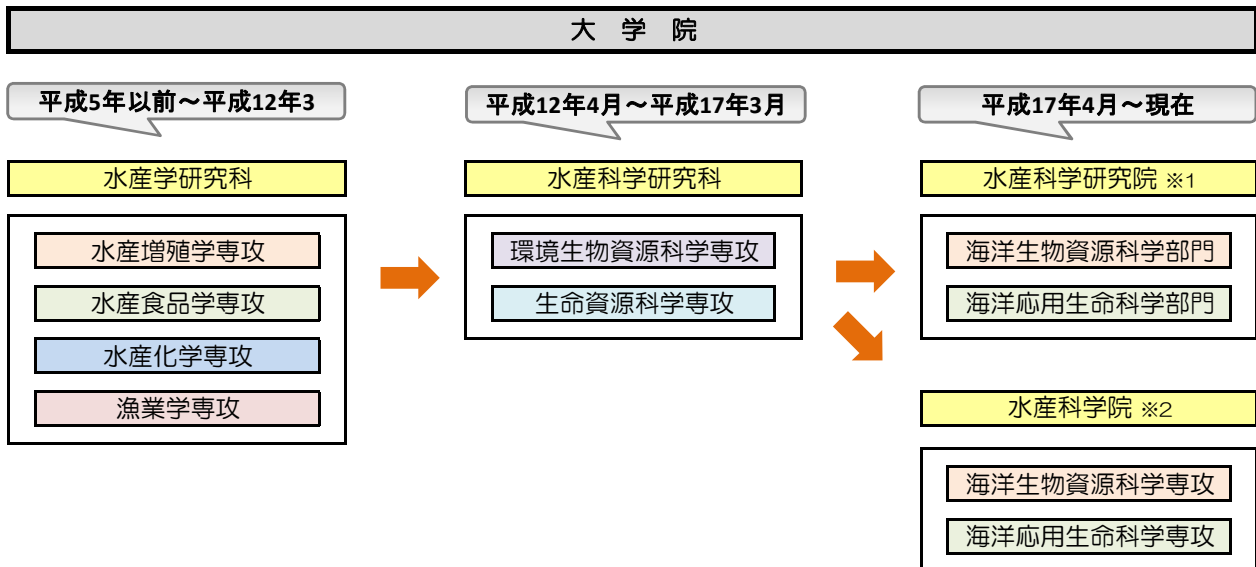 大 学 院
平成5年以前～平成12年3
水産学研究科
水産増殖学専攻
水産食品学専攻
水産化学専攻
漁業学専攻
平成12年4月～平成17年3月
水産科学研究科
環境生物資源科学専攻
生命資源科学専攻
平成17年4月～現在
水産科学研究院 ※1
海洋生物資源科学部門
海洋応用生命科学部門
水産科学院 ※2
海洋生物資源科学専攻
海洋応用生命科学専攻